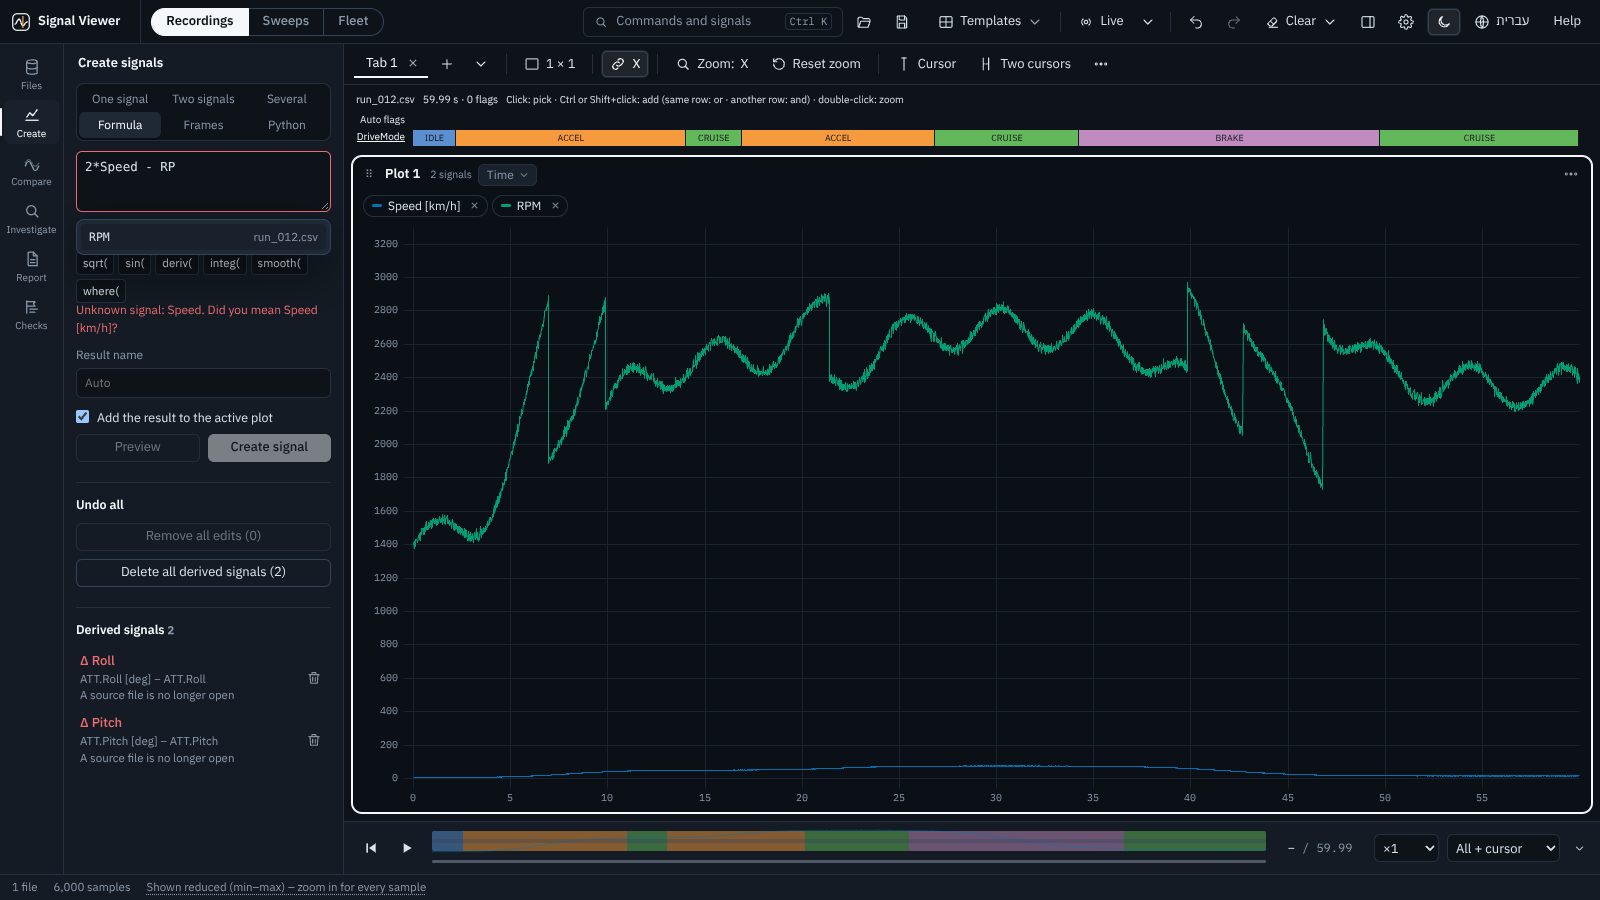 Signal Viewer
Recordings Sweeps Fleet
Commands and signals Ctrl K
Templates Live Clear עברית Help
Files
Create
Compare
Investigate
Report
Checks
Create signals
One signal Two signals Several
Formula Frames Python
2*Speed - RP
RPM run_012.csv
sqrt( sin( deriv( integ( smooth(
where(
Unknown signal: Speed. Did you mean Speed
[km/h]?
Result name
Auto
Add the result to the active plot
Preview Create signal
Undo all
Remove all edits (0)
Delete all derived signals (2)
Derived signals 2
Δ Roll
ATT.Roll [deg] – ATT.Roll
A source file is no longer open
Δ Pitch
ATT.Pitch [deg] – ATT.Pitch
A source file is no longer open
Tab 1 × + 1 × 1 X Zoom: X Reset zoom Cursor Two cursors
run_012.csv 59.99 s · 0 flags Click: pick · Ctrl or Shift+click: add (same row: or · another row: and) · double-click: zoom
Auto flags
DriveMode IDLE ACCEL CRUISE ACCEL CRUISE BRAKE CRUISE
Plot 1 2 signals Time
Speed [km/h] × RPM ×
3200
3000
2800
2600
2400
2200
2000
1800
1600
1400
1200
1000
800
600
400
200
0
0 5 10 15 20 25 30 35 40 45 50 55
– / 59.99 ×1 All + cursor
1 file 6,000 samples Shown reduced (min–max) – zoom in for every sample